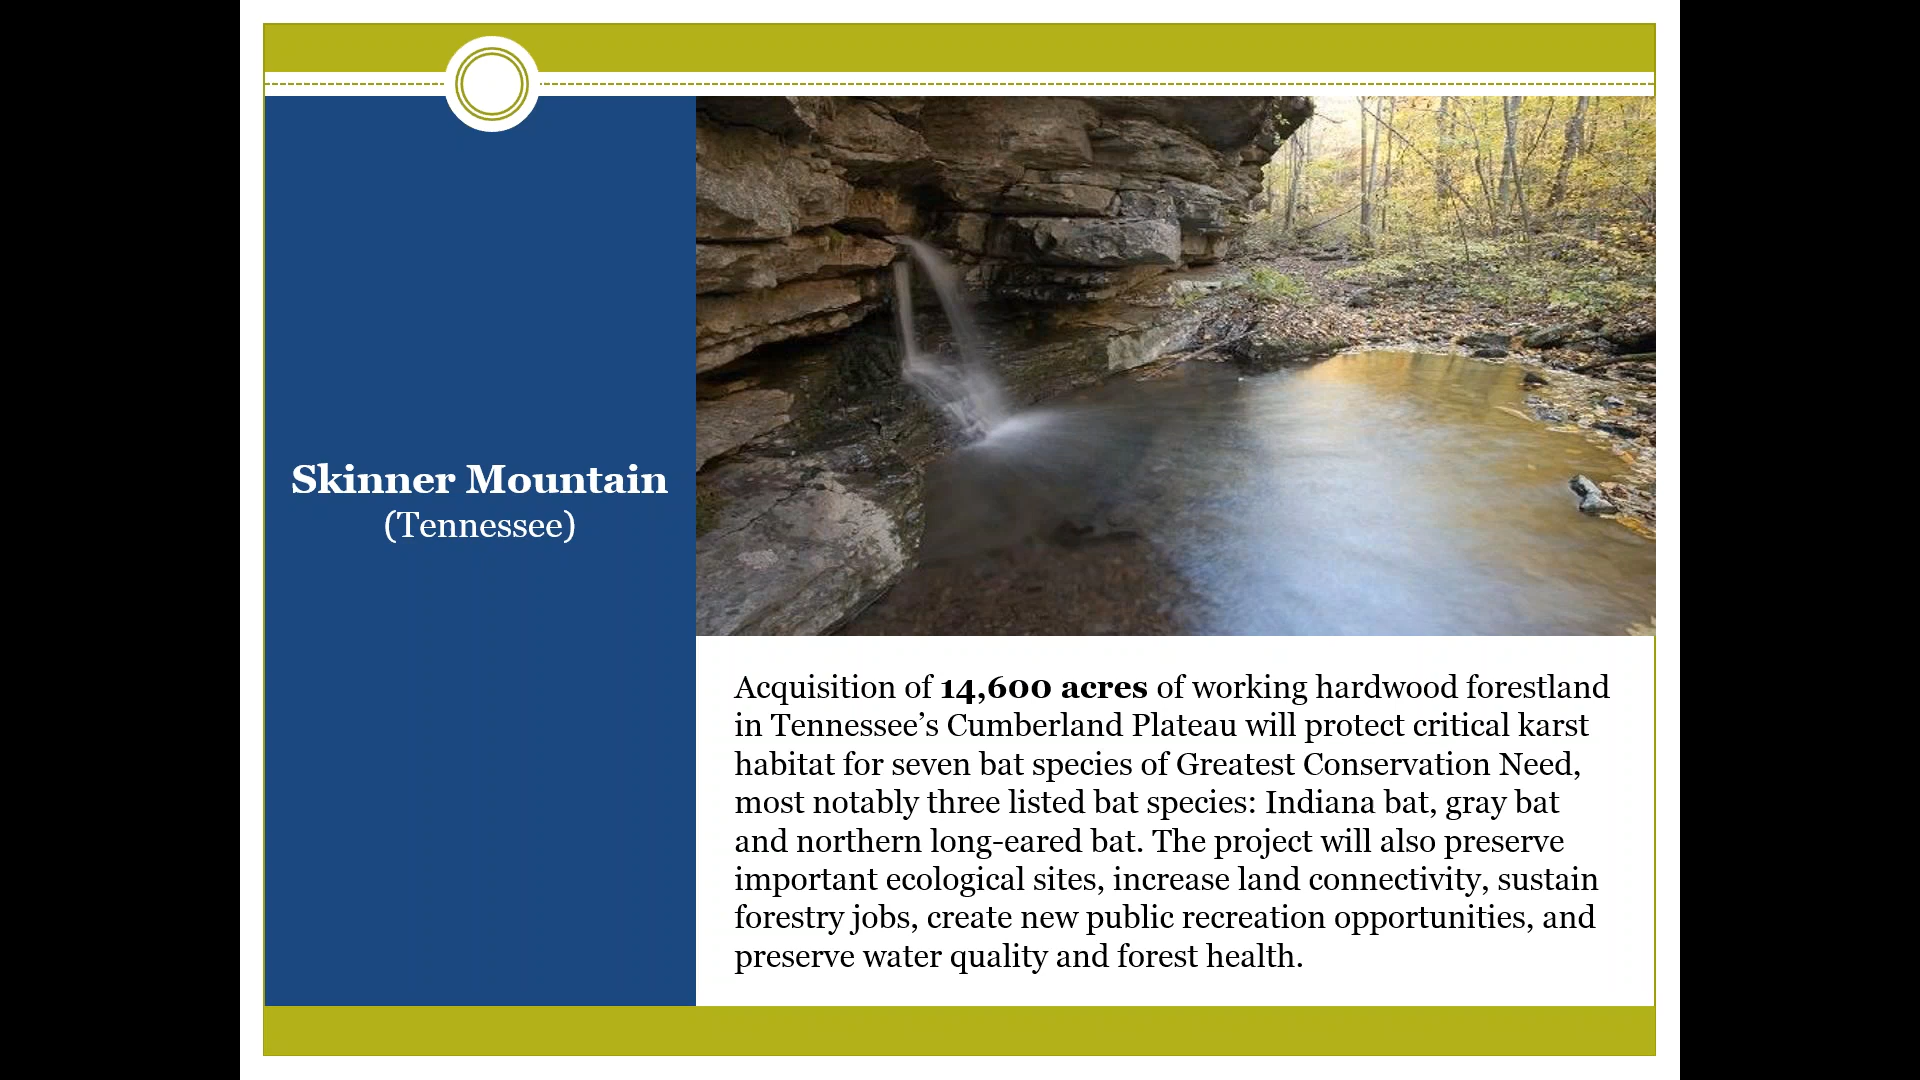 Skinner Mountain
(Tennessee)
Acquisition of 14,600 acres of working hardwood forestland
in Tennessee’s Cumberland Plateau will protect critical karst
habitat for seven bat species of Greatest Conservation Need,
most notably three listed bat species: Indiana bat, gray bat
and northern long-eared bat. The project will also preserve
important ecological sites, increase land connectivity, sustain
forestry jobs, create new public recreation opportunities, and
preserve water quality and forest health.